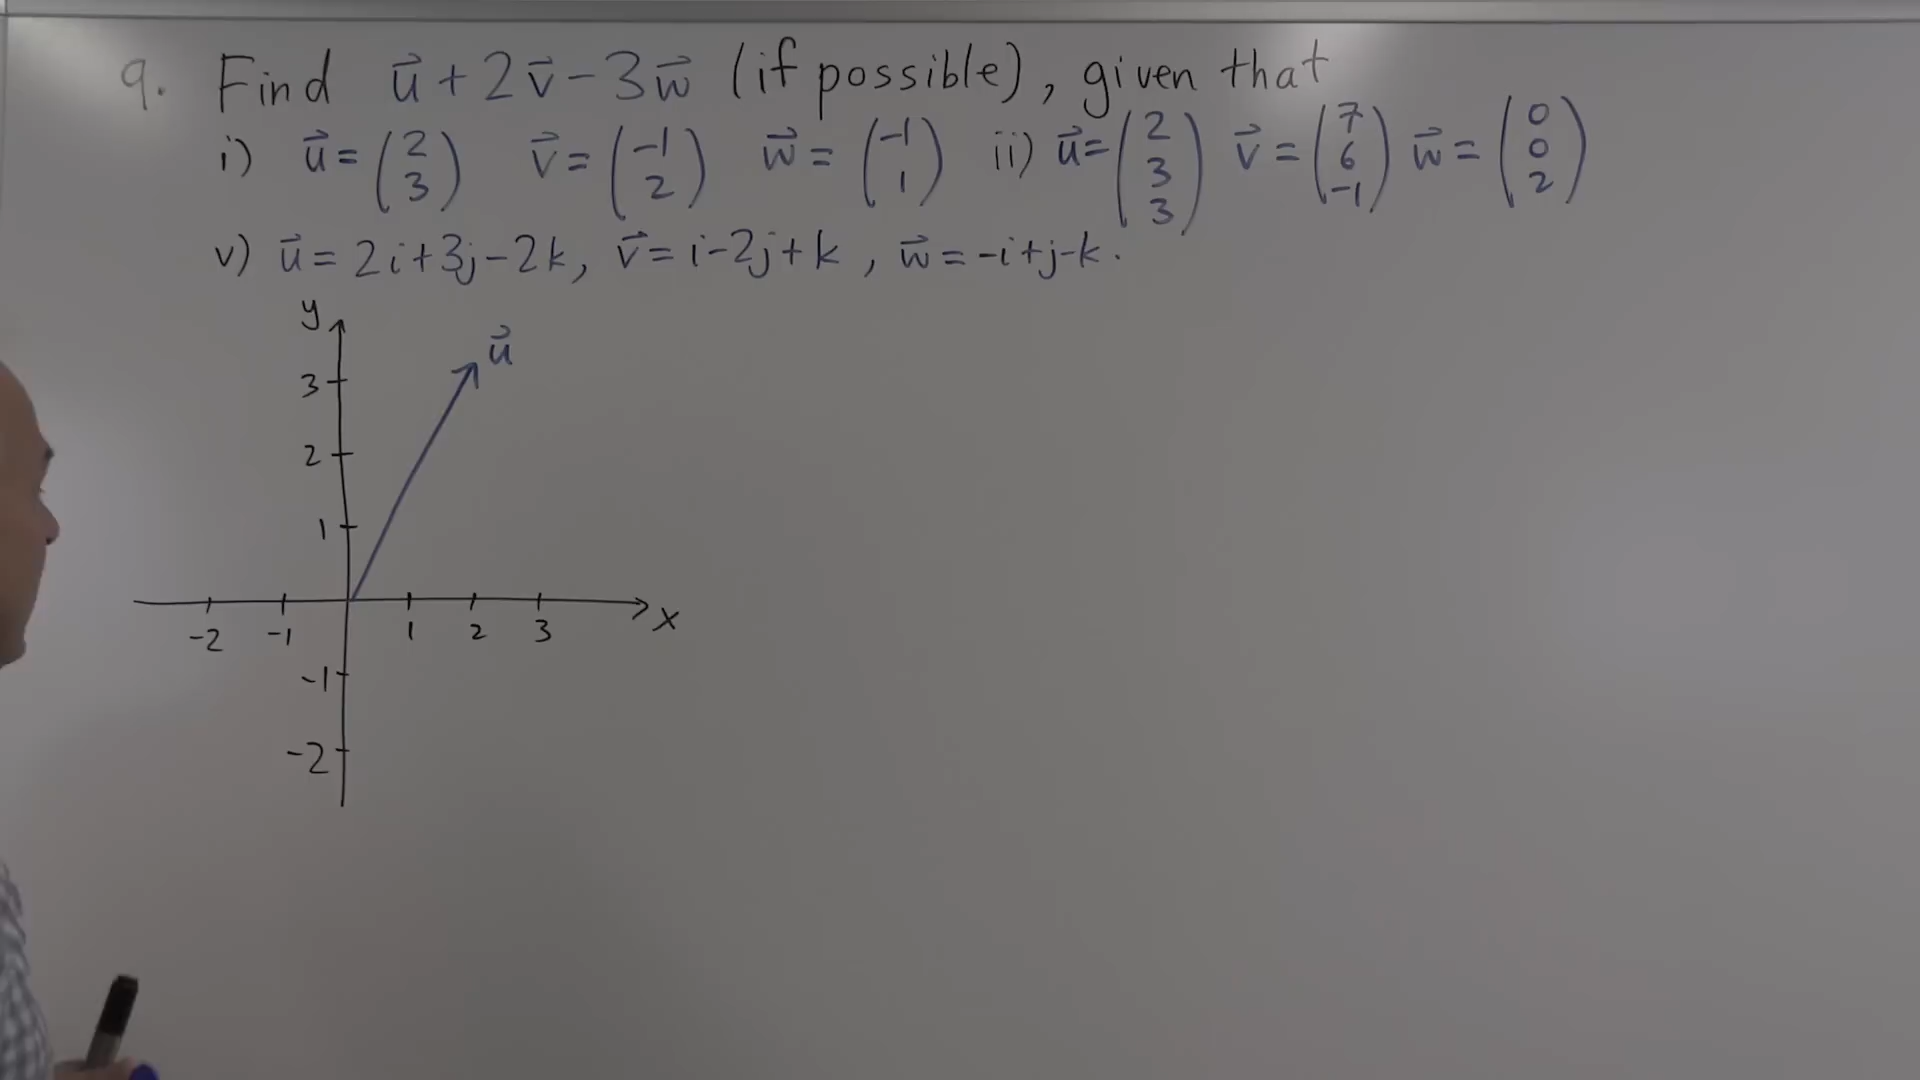 9. Find u⃗ + 2v⃗ - 3w⃗ (if possible), given that
i) u⃗ = (2 3) v⃗ = (-1 2) w⃗ = (-1 1) ii) u⃗ = (2 3 3) v⃗ = (7 6 -1) w⃗ = (0 0 2)
v) u⃗ = 2i+3j-2k, v⃗ = i-2j+k, w⃗ = -i+j-k.
y
u⃗
3
2
1
-2 -1 1 2 3 x
-1
-2